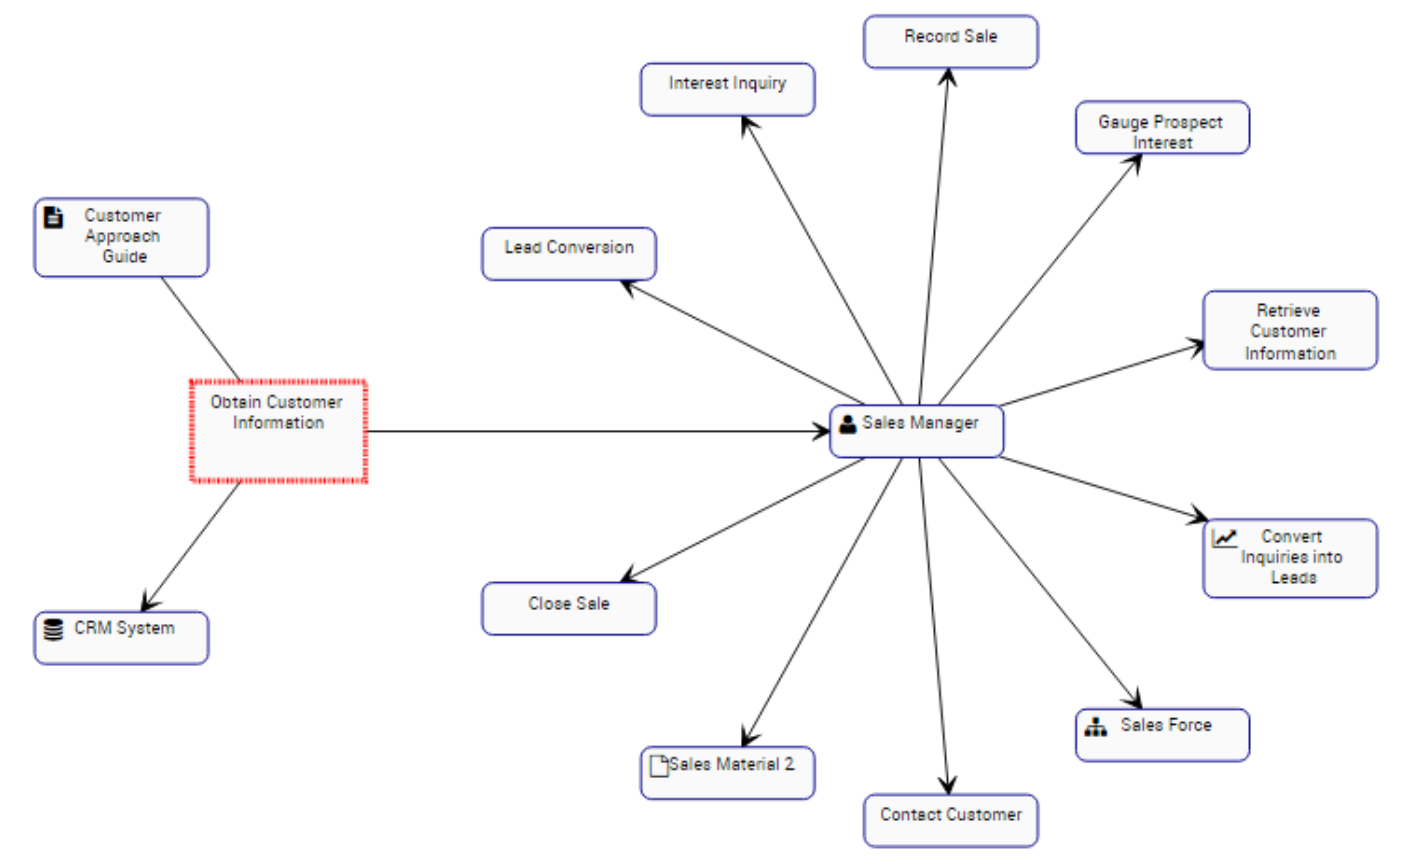 Record Sale
Interest Inquiry
Gauge Prospect
Interest
Customer
Approach
Guide
Lead Conversion
Retrieve
Customer
Information
Obtain Customer
Information
Sales Manager
Convert
Inquiries into
Leads
Close Sale
CRM System
Sales Force
Sales Material 2
Contact Customer